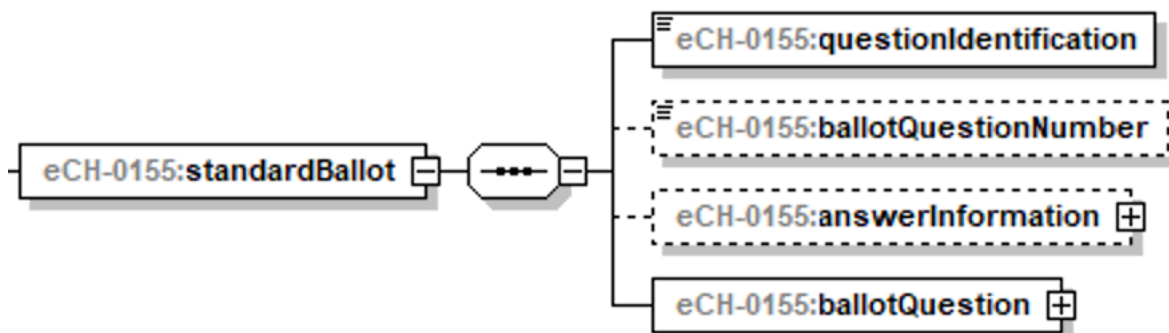 eCH-0155:questionIdentification
eCH-0155:ballotQuestionNumber
eCH-0155:standardBallot
eCH-0155:answerInformation
eCH-0155:ballotQuestion